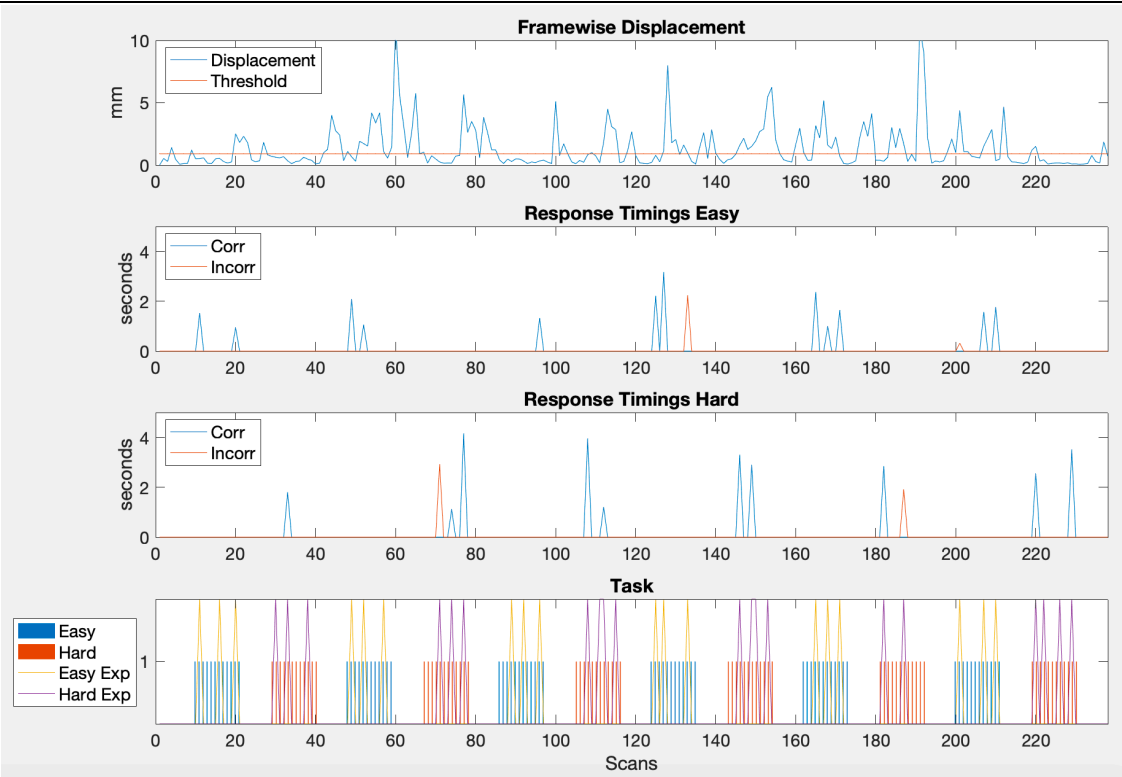 Framewise Displacement
10
5
0
mm
Displacement
Threshold
0 20 40 60 80 100 120 140 160 180 200 220
Response Timings Easy
4
2
0
seconds
Corr
Incorr
0 20 40 60 80 100 120 140 160 180 200 220
Response Timings Hard
4
2
0
seconds
Corr
Incorr
0 20 40 60 80 100 120 140 160 180 200 220
Task
1
Easy
Hard
Easy Exp
Hard Exp
0 20 40 60 80 100 120 140 160 180 200 220
Scans